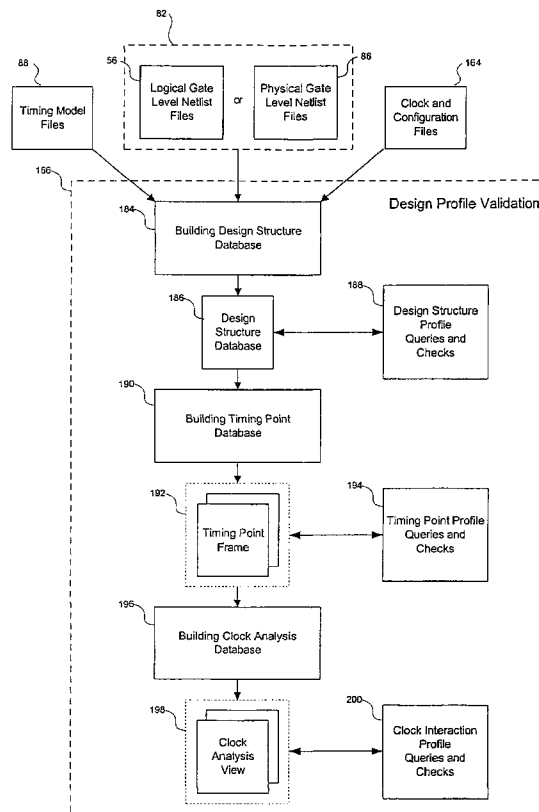 82
88
56
86
164
Timing Model
Files
Logical Gate
Level Netlist
Files
or
Physical Gate
Level Netlist
Files
Clock and
Configuration
Files
166
Design Profile Validation
184
Building Design Structure
Database
186
Design
Structure
Database
188
Design Structure
Profile
Queries and
Checks
190
Building Timing Point
Database
192
Timing Point
Frame
194
Timing Point Profile
Queries and
Checks
196
Building Clock Analysis
Database
198
Clock
Analysis
View
200
Clock Interaction
Profile
Queries and
Checks